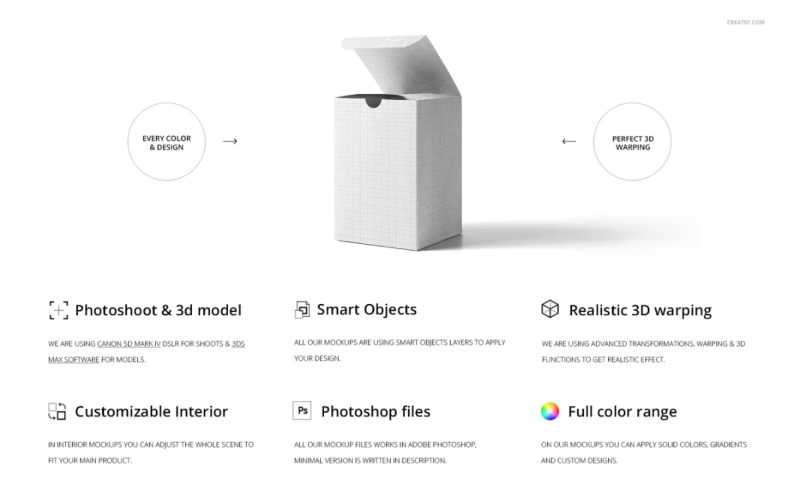 CREATSY.COM
EVERY COLOR
& DESIGN
PERFECT 3D
WARPING
Photoshoot & 3d model
WE ARE USING CANON 5D MARK IV DSLR FOR SHOOTS & 3DS
MAX SOFTWARE FOR MODELS.
Smart Objects
ALL OUR MOCKUPS ARE USING SMART OBJECTS LAYERS TO APPLY
YOUR DESIGN.
Realistic 3D warping
WE ARE USING ADVANCED TRANSFORMATIONS, WARPING & 3D
FUNCTIONS TO GET REALISTIC EFFECT.
Customizable Interior
IN INTERIOR MOCKUPS YOU CAN ADJUST THE WHOLE SCENE TO
FIT YOUR MAIN PRODUCT.
Ps Photoshop files
ALL OUR MOCKUP FILES WORKS IN ADOBE PHOTOSHOP,
MINIMAL VERSION IS WRITTEN IN DESCRIPTION.
Full color range
ON OUR MOCKUPS YOU CAN APPLY SOLID COLORS, GRADIENTS
AND CUSTOM DESIGNS.